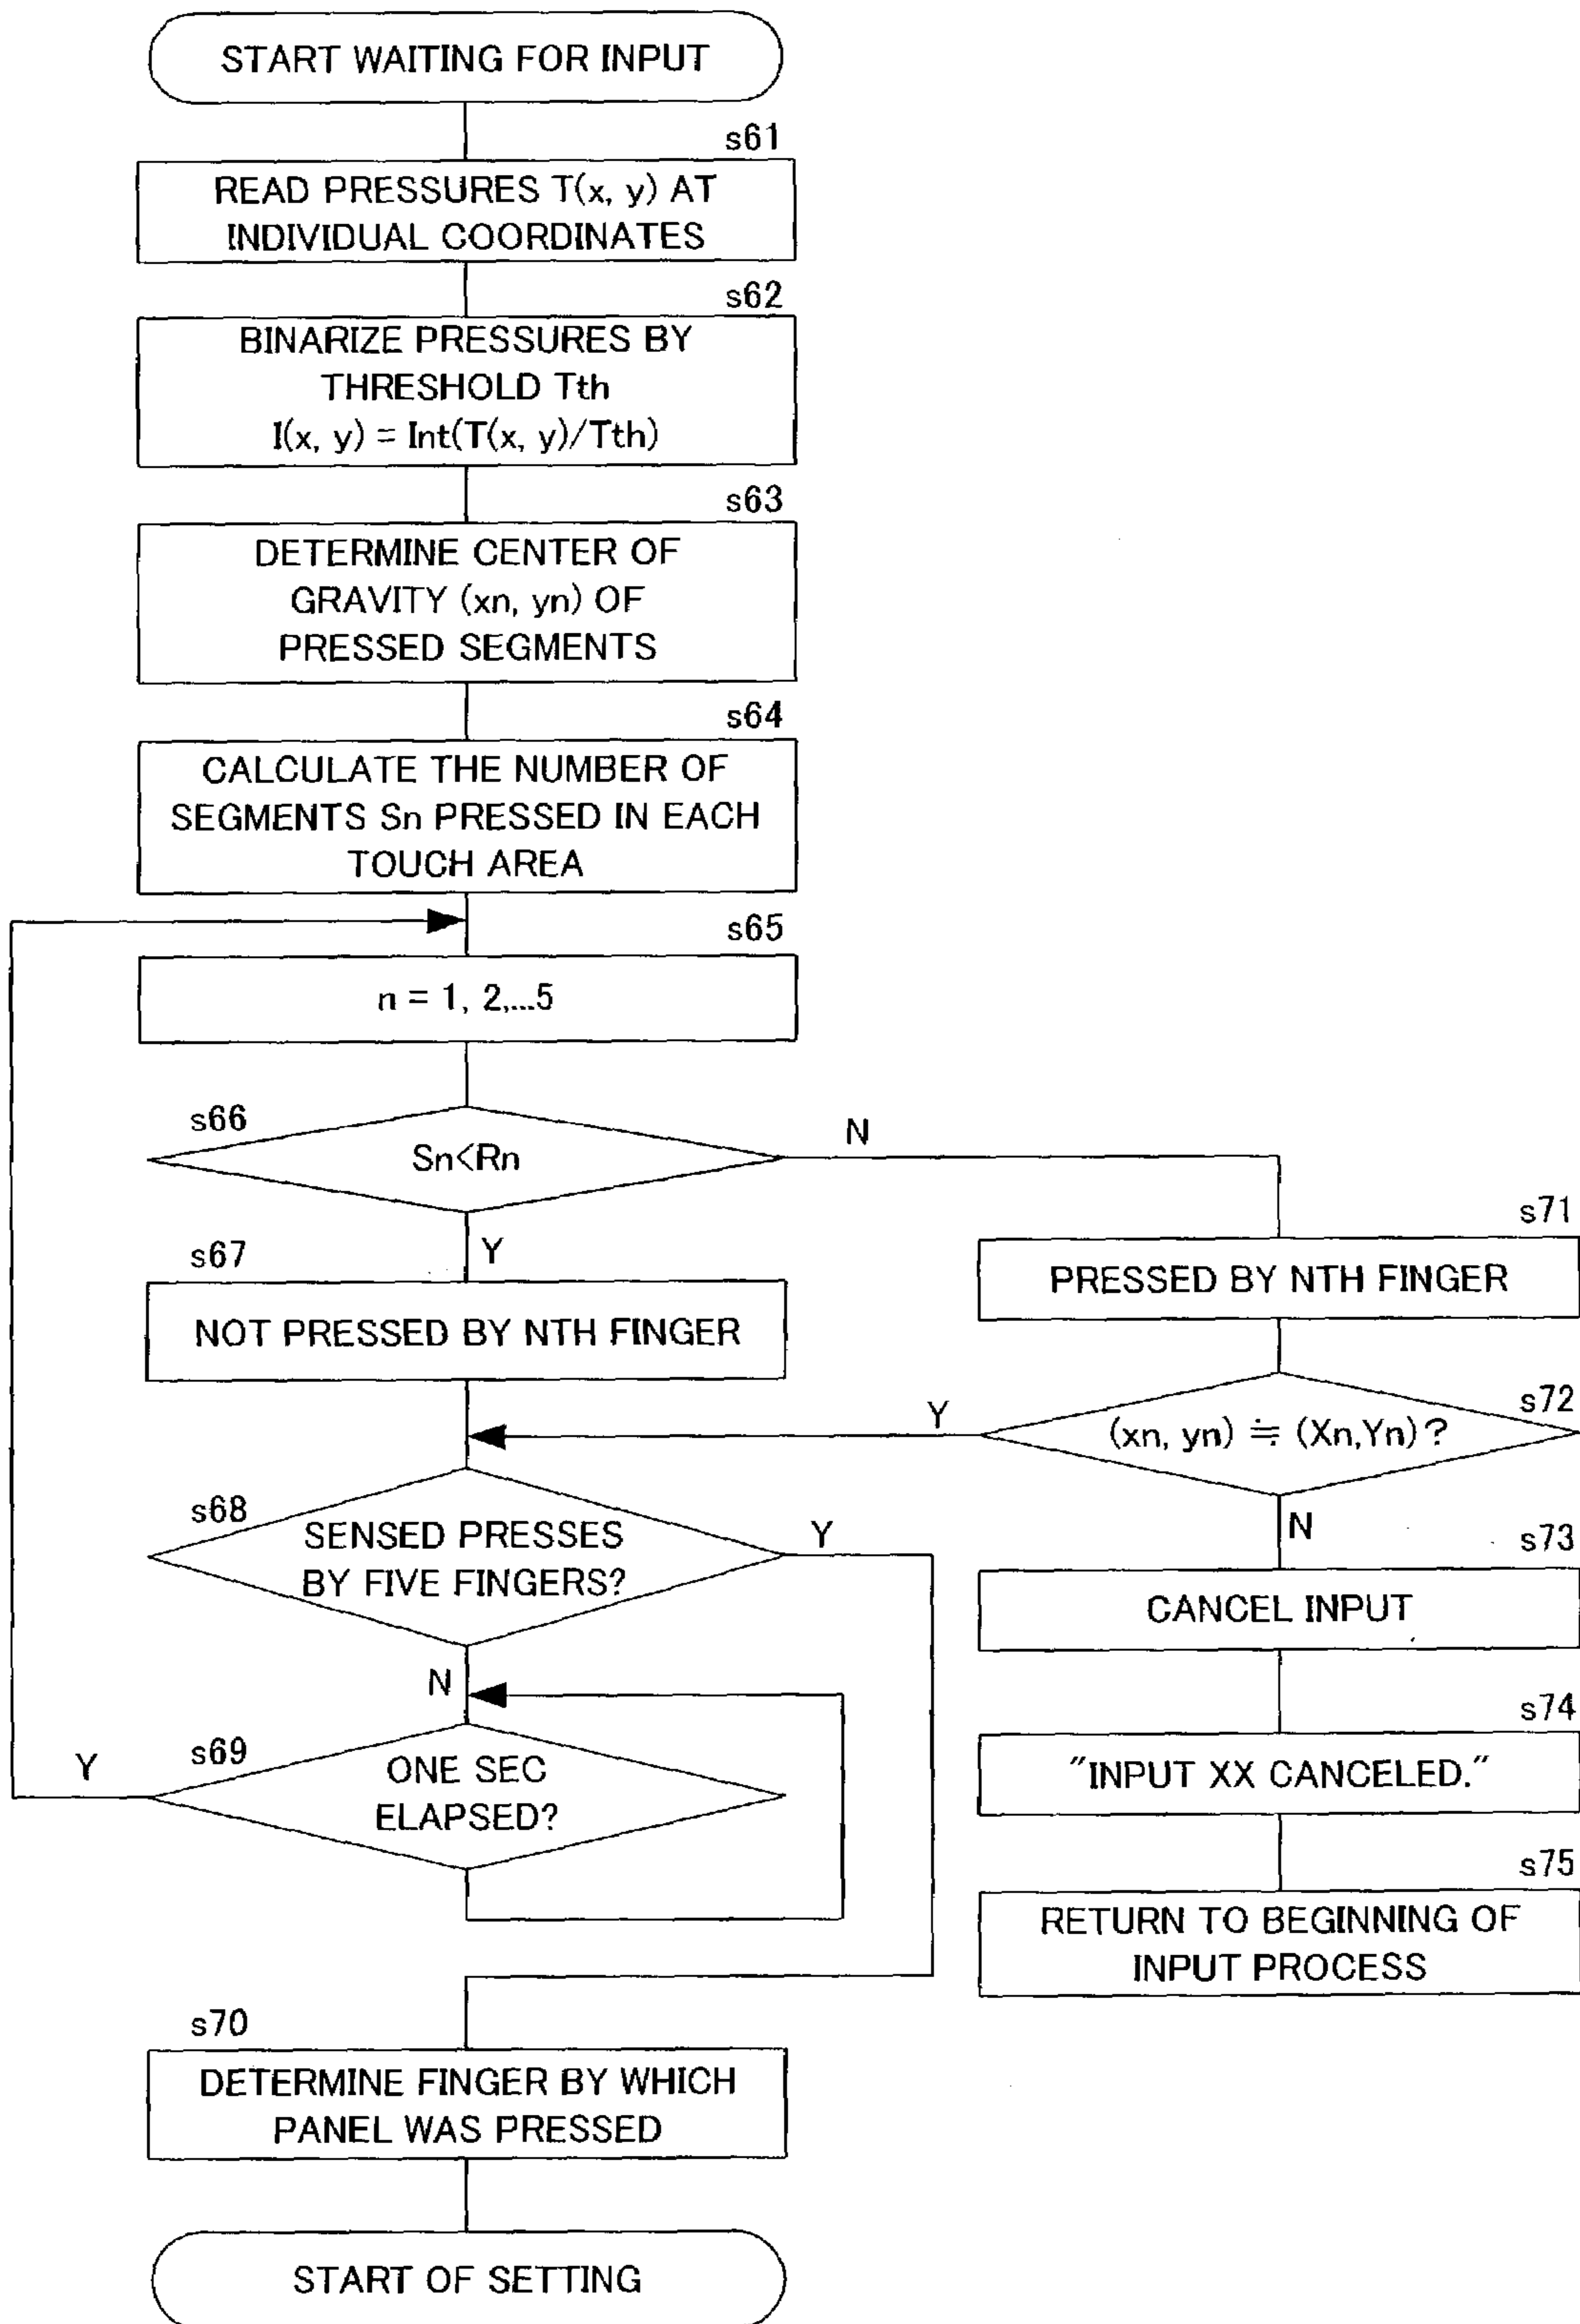 START WAITING FOR INPUT
s61
READ PRESSURES T(x, y) AT
INDIVIDUAL COORDINATES
s62
BINARIZE PRESSURES BY
THRESHOLD Tth
I(x, y) = Int(T(x, y)/Tth)
s63
DETERMINE CENTER OF
GRAVITY (xn, yn) OF
PRESSED SEGMENTS
s64
CALCULATE THE NUMBER OF
SEGMENTS Sn PRESSED IN EACH
TOUCH AREA
s65
n = 1, 2,...5
s66
Sn<Rn
N
Y
s67
NOT PRESSED BY NTH FINGER
s71
PRESSED BY NTH FINGER
s72
(xn, yn) ≒ (Xn,Yn)?
Y
N
s68
SENSED PRESSES
BY FIVE FINGERS?
Y
N
s73
CANCEL INPUT
s69
ONE SEC
ELAPSED?
Y
s74
"INPUT XX CANCELED."
s75
RETURN TO BEGINNING OF
INPUT PROCESS
s70
DETERMINE FINGER BY WHICH
PANEL WAS PRESSED
START OF SETTING